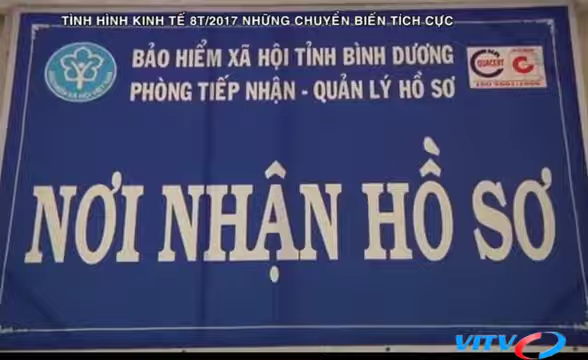 TÌNH HÌNH KINH TẾ 8T/2017 NHỮNG CHUYỂN BIẾN TÍCH CỰC
BẢO HIỂM XÃ HỘI TỈNH BÌNH DƯƠNG
PHÒNG TIẾP NHẬN - QUẢN LÝ HỒ SƠ
QUACERT
NƠI NHẬN HỒ SƠ
VITV